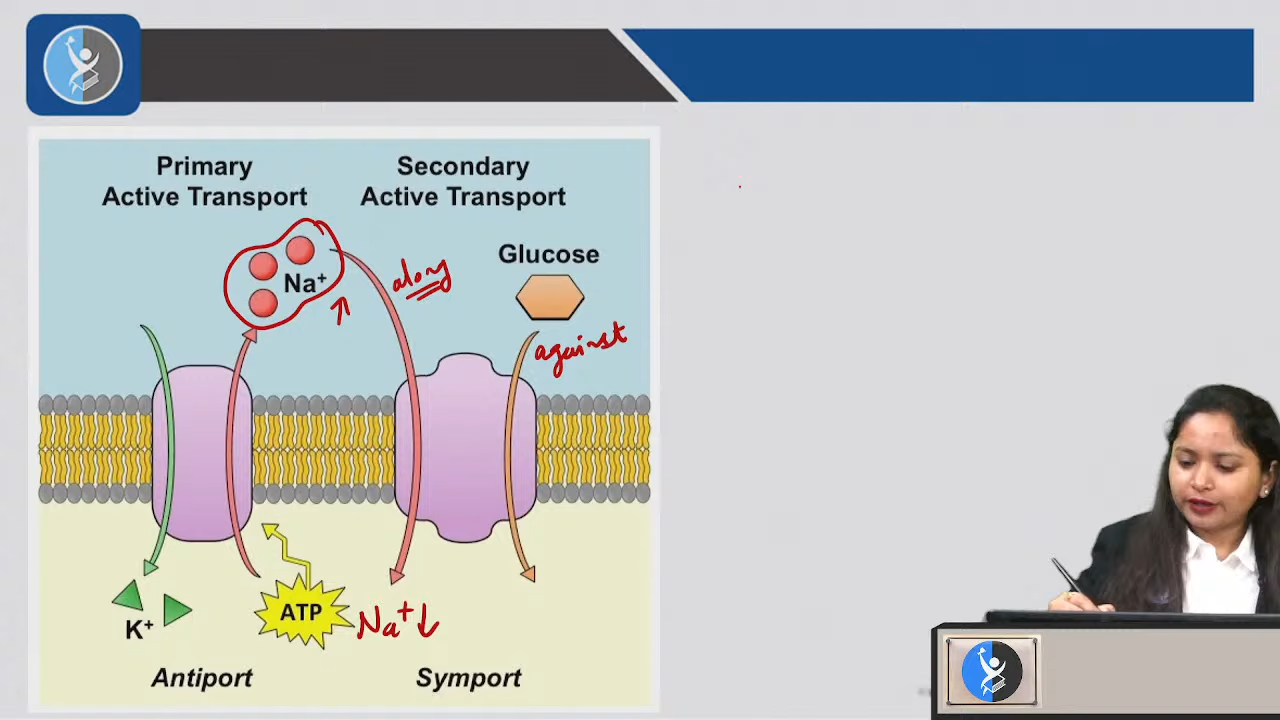 Primary
Active Transport
Secondary
Active Transport
Na⁺
↑
along
Glucose
against
K⁺
ATP
Na⁺↓
Antiport
Symport